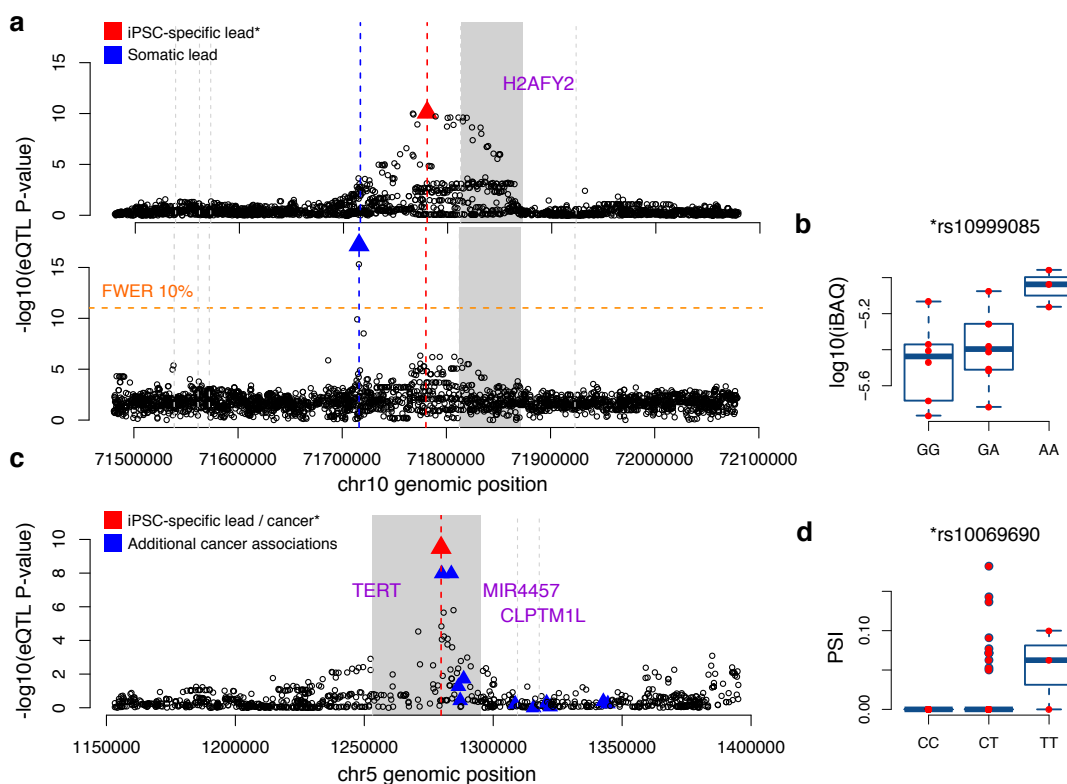 a
iPSC-specific lead*
Somatic lead
H2AFY2
15
10
5
0
-log10(eQTL P-value)
FWER 10%
15
10
5
0
71500000 71600000 71700000 71800000 71900000 72000000 72100000
chr10 genomic position
b
*rs10999085
log10(iBAQ)
−5.2
−5.6
GG GA AA
c
iPSC-specific lead / cancer*
Additional cancer associations
TERT
MIR4457
CLPTM1L
10
8
6
4
2
0
-log10(eQTL P-value)
1150000 1200000 1250000 1300000 1350000 1400000
chr5 genomic position
d
*rs10069690
PSI
0.10
0.00
CC CT TT